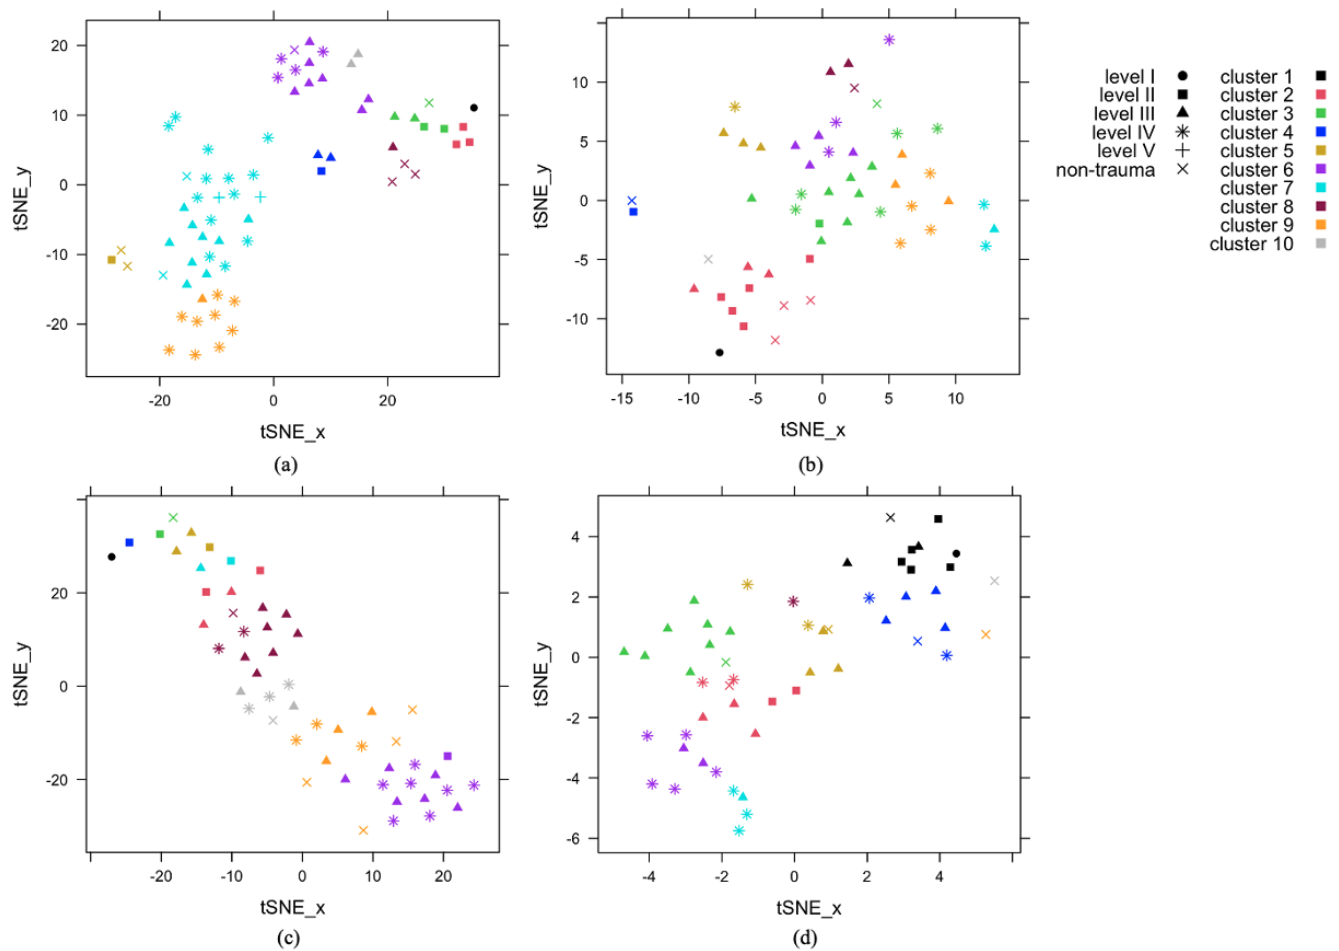 20
10
0
-10
-20
tSNE_y
-20
0
20
tSNE_x
(a)
10
5
0
-5
-10
tSNE_y
-15
-10
-5
0
5
10
tSNE_x
(b)
level I
level II
level III
level IV
level V
non-trauma
cluster 1
cluster 2
cluster 3
cluster 4
cluster 5
cluster 6
cluster 7
cluster 8
cluster 9
cluster 10
20
0
-20
tSNE_y
-20
-10
0
10
20
tSNE_x
(c)
4
2
0
-2
-4
-6
tSNE_y
-4
-2
0
2
4
tSNE_x
(d)